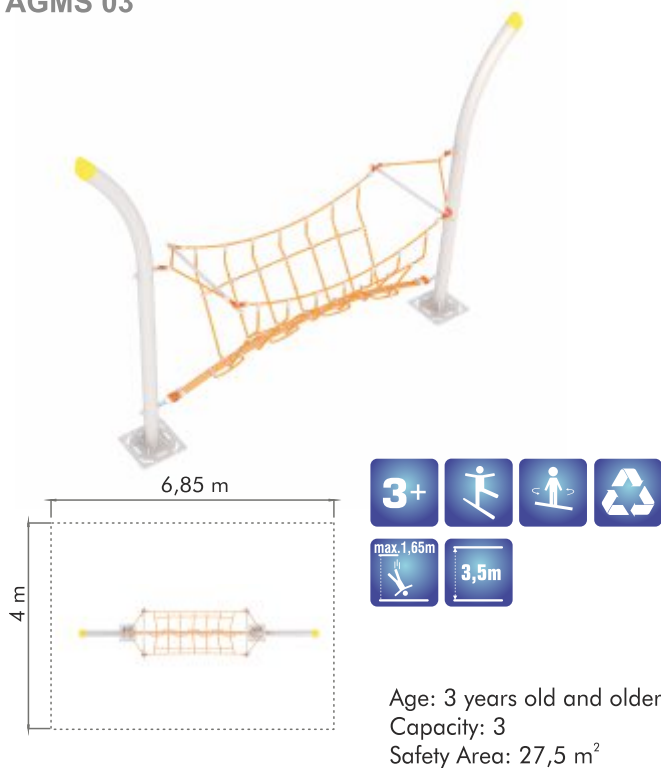 AGMS 03
6,85 m
4 m
3+
max.1,65m
3,5m
Age: 3 years old and older
Capacity: 3
Safety Area: 27,5 m²